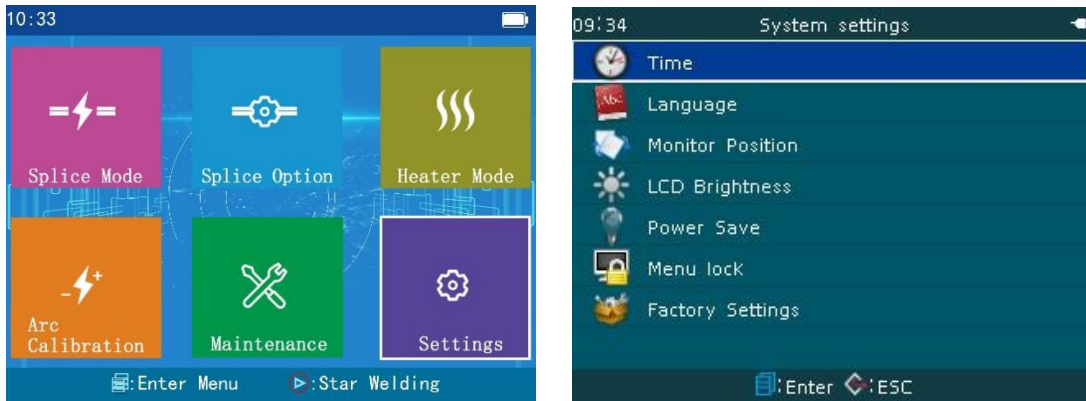 10:33
Splice Mode
Splice Option
Heater Mode
Arc
Calibration
Maintenance
Settings
:Enter Menu
:Star Welding
09:34
System settings
Time
Abc
Language
Monitor Position
LCD Brightness
Power Save
Menu lock
Factory Settings
:Enter
:ESC